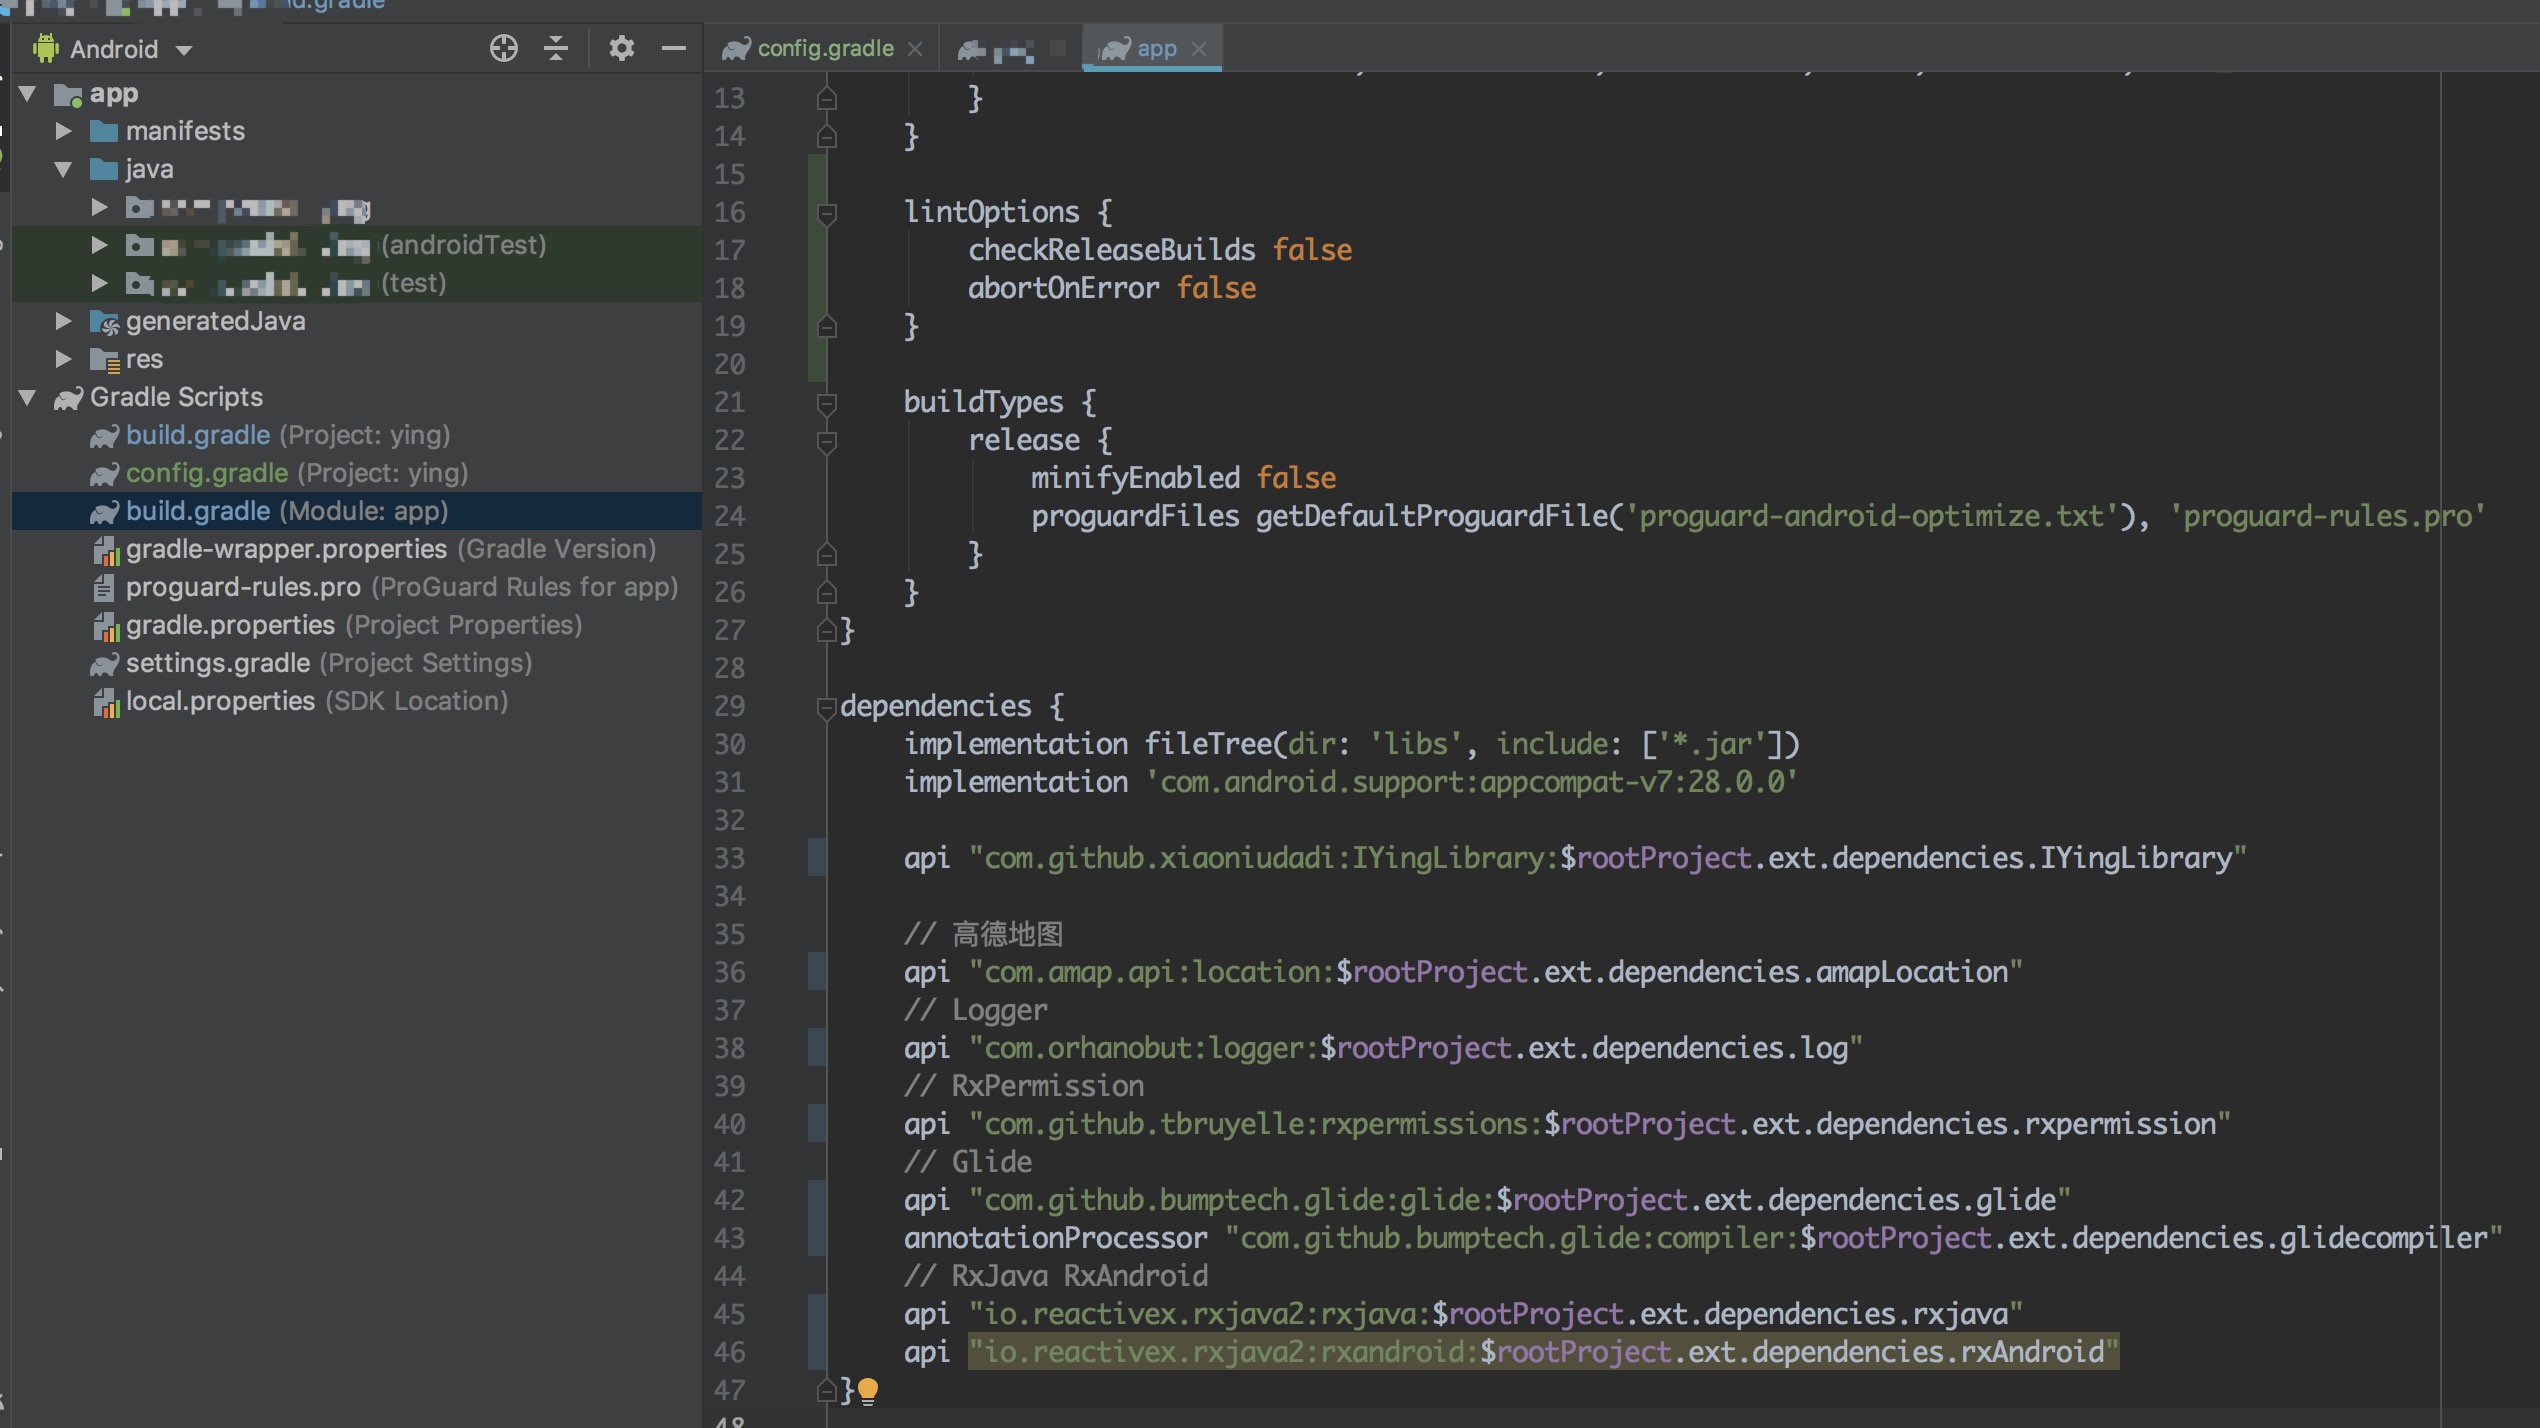 Android
app
manifests
java
(androidTest)
(test)
generatedJava
res
Gradle Scripts
build.gradle (Project: ying)
config.gradle (Project: ying)
build.gradle (Module: app)
gradle-wrapper.properties (Gradle Version)
proguard-rules.pro (ProGuard Rules for app)
gradle.properties (Project Properties)
settings.gradle (Project Settings)
local.properties (SDK Location)
config.gradle
app
13 }
14 }
15
16 lintOptions {
17 checkReleaseBuilds false
18 abortOnError false
19 }
20
21 buildTypes {
22 release {
23 minifyEnabled false
24 proguardFiles getDefaultProguardFile('proguard-android-optimize.txt'), 'proguard-rules.pro'
25 }
26 }
27 }
28
29 dependencies {
30 implementation fileTree(dir: 'libs', include: ['*.jar'])
31 implementation 'com.android.support:appcompat-v7:28.0.0'
32
33 api "com.github.xiaoniudadi:IYingLibrary:$rootProject.ext.dependencies.IYingLibrary"
34
35 // 高德地图
36 api "com.amap.api:location:$rootProject.ext.dependencies.amapLocation"
37 // Logger
38 api "com.orhanobut:logger:$rootProject.ext.dependencies.log"
39 // RxPermission
40 api "com.github.tbruyelle:rxpermissions:$rootProject.ext.dependencies.rxpermission"
41 // Glide
42 api "com.github.bumptech.glide:glide:$rootProject.ext.dependencies.glide"
43 annotationProcessor "com.github.bumptech.glide:compiler:$rootProject.ext.dependencies.glidecompiler"
44 // RxJava RxAndroid
45 api "io.reactivex.rxjava2:rxjava:$rootProject.ext.dependencies.rxjava"
46 api "io.reactivex.rxjava2:rxandroid:$rootProject.ext.dependencies.rxAndroid"
47 }
48